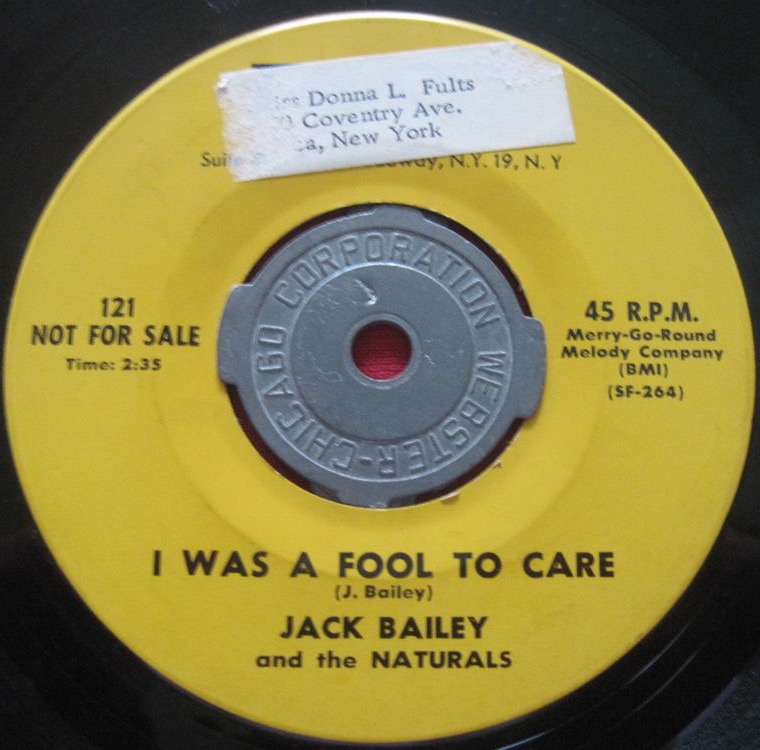 Donna L. Fults
Coventry Ave.
New York
N.Y. 19, N. Y
121
NOT FOR SALE
Time: 2:35
45 R.P.M.
Merry-Go-Round
Melody Company
(BMI)
(SF-264)
WEBSTER-CHICAGO CORPORATION
I WAS A FOOL TO CARE
(J. Bailey)
JACK BAILEY
and the NATURALS